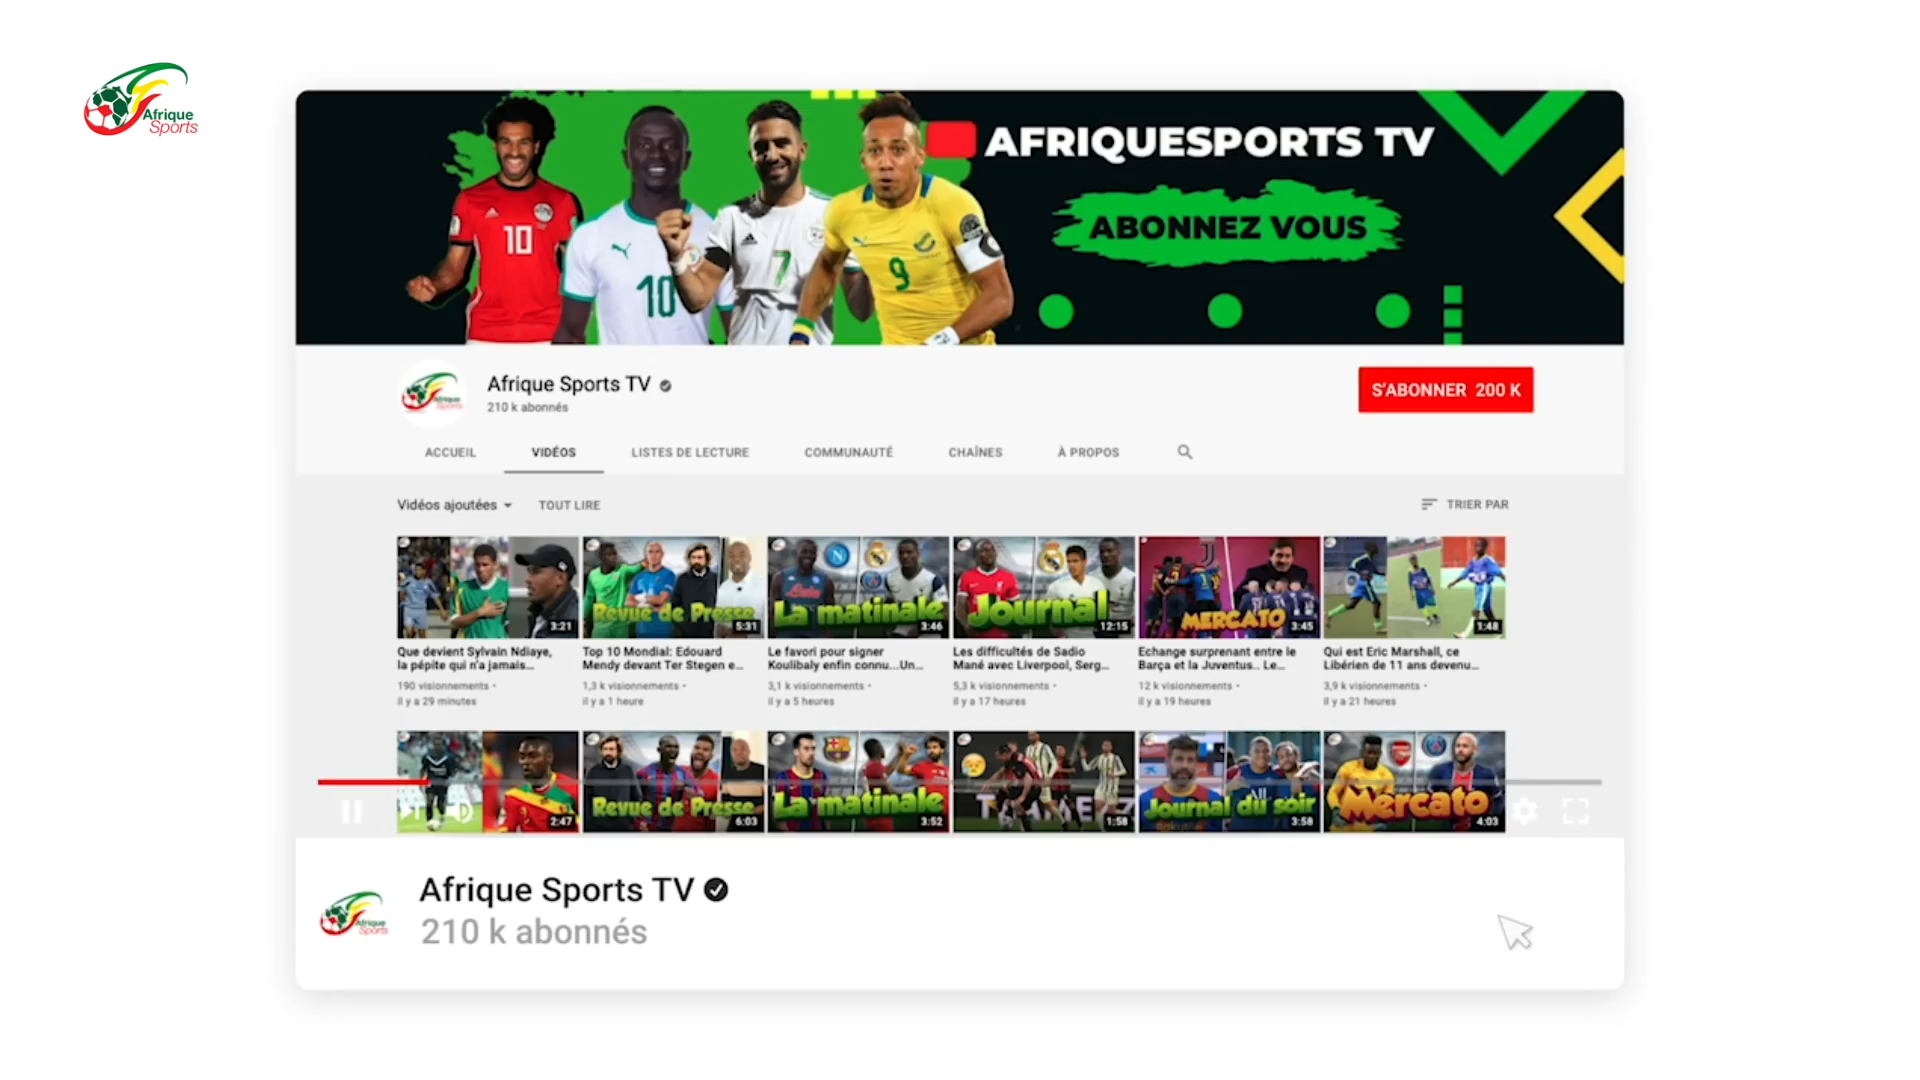 Afrique
Sports
AFRIQUESPORTS TV
ABONNEZ VOUS
10
10
7
9
Afrique Sports TV
210 k abonnés
S'ABONNER 200 K
Afrique
Sports
ACCUEIL
VIDÉOS
LISTES DE LECTURE
COMMUNAUTÉ
CHAÎNES
À PROPOS
Vidéos ajoutées
TOUT LIRE
TRIER PAR
3:21
Revue de Presse
5:31
La matinale
3:46
Journal
12:15
MERCATO
3:45
1:48
Que devient Sylvain Ndiaye,
la pépite qui n'a jamais...
190 visionnements •
il y a 29 minutes
Top 10 Mondial: Edouard
Mendy devant Ter Stegen e...
1,3 k visionnements •
il y a 1 heure
Le favori pour signer
Koulibaly enfin connu...Un...
3,1 k visionnements •
il y a 5 heures
Les difficultés de Sadio
Mané avec Liverpool, Serg...
5,3 k visionnements •
il y a 17 heures
Echange surprenant entre le
Barça et la Juventus.. Le...
12 k visionnements •
il y a 19 heures
Qui est Eric Marshall, ce
Libérien de 11 ans devenu...
3,9 k visionnements •
il y a 21 heures
2:47
Revue de Presse
6:03
La matinale
3:52
1:58
Journal du soir
3:58
Mercato
4:03
Afrique Sports TV
210 k abonnés
Afrique
Sports